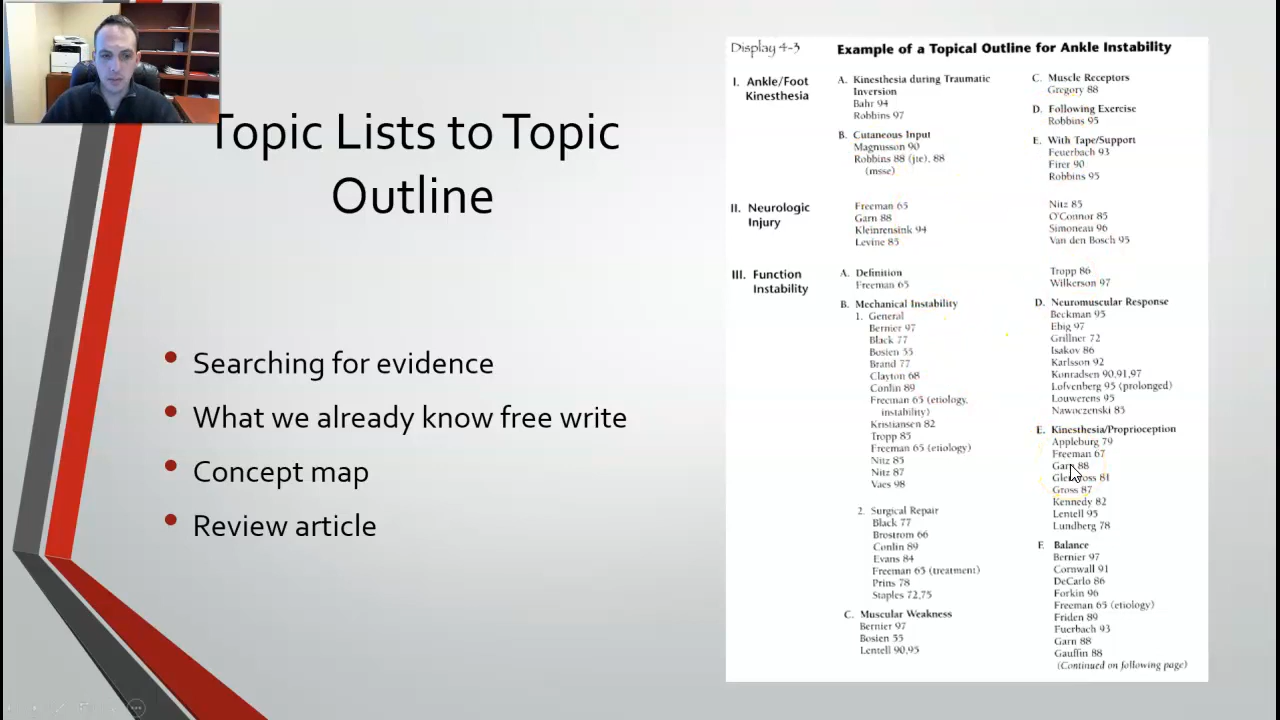 Topic Lists to Topic
Outline
Searching for evidence
What we already know free write
Concept map
Review article
Display 4-3
Example of a Topical Outline for Ankle Instability
I. Ankle/Foot
Kinesthesia
A. Kinesthesia during Traumatic
Inversion
Bahr 94
Robbins 97
B. Cutaneous Input
Magnusson 90
Robbins 88 (jte), 88
(msse)
C. Muscle Receptors
Gregory 88
D. Following Exercise
Robbins 95
E. With Tape/Support
Feuerbach 93
Firer 90
Robbins 95
II. Neurologic
Injury
Freeman 65
Garn 88
Kleinrensink 94
Levine 85
Nitz 85
O'Connor 85
Simoneau 96
Van den Bosch 95
III. Function
Instability
A. Definition
Freeman 65
B. Mechanical Instability
1. General
Bernier 97
Black 77
Bosien 55
Brand 77
Clayton 68
Conlin 89
Freeman 65 (etiology,
instability)
Kristiansen 82
Tropp 85
Freeman 65 (etiology)
Nitz 85
Nitz 87
Vaes 98
2. Surgical Repair
Black 77
Brostrom 66
Conlin 89
Evans 84
Freeman 65 (treatment)
Prins 78
Staples 72,75
C. Muscular Weakness
Bernier 97
Bosien 55
Lentell 90,95
Tropp 86
Wilkerson 97
D. Neuromuscular Response
Beckman 95
Ebig 97
Grillner 72
Isakov 86
Karlsson 92
Konradsen 90,91,97
Lofvenberg 95 (prolonged)
Louwerens 95
Nawoczenski 85
E. Kinesthesia/Proprioception
Appleburg 79
Freeman 67
Garn 88
Glencross 81
Gross 87
Kennedy 82
Lentell 95
Lundberg 78
F. Balance
Bernier 97
Cornwall 91
DeCarlo 86
Forkin 96
Freeman 65 (etiology)
Friden 89
Fuerbach 93
Garn 88
Gauffin 88
(Continued on following page)